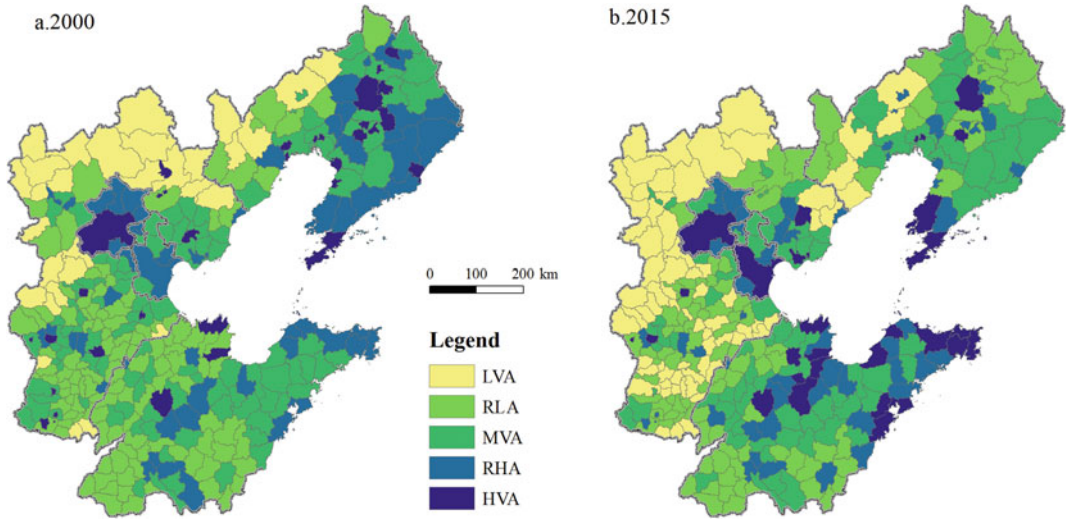 a.2000
b.2015
0 100 200 km
Legend
LVA
RLA
MVA
RHA
HVA